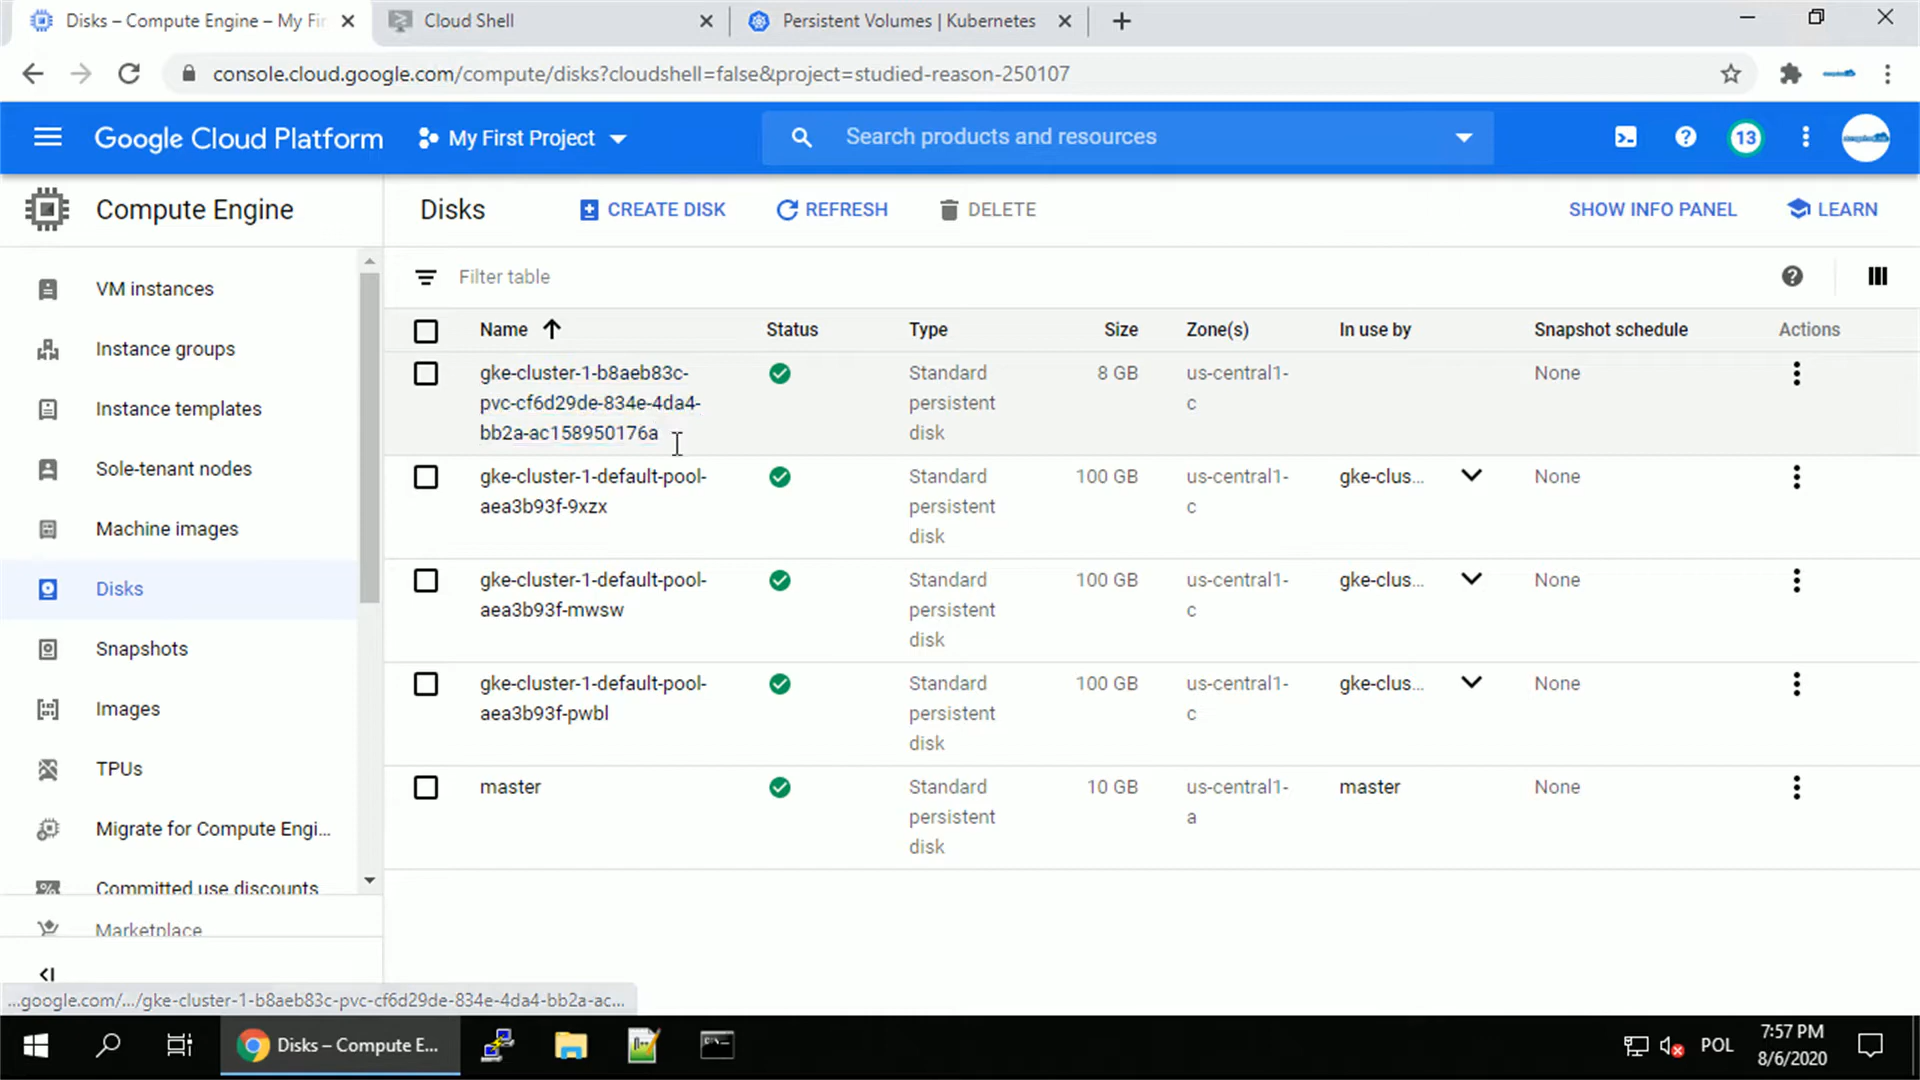 Disks – Compute Engine – My Fir
Cloud Shell
Persistent Volumes | Kubernetes
console.cloud.google.com/compute/disks?cloudshell=false&project=studied-reason-250107
Google Cloud Platform
My First Project
Search products and resources
13
Compute Engine
Disks
CREATE DISK
REFRESH
DELETE
SHOW INFO PANEL
LEARN
VM instances
Instance groups
Instance templates
Sole-tenant nodes
Machine images
Disks
Snapshots
Images
TPUs
Migrate for Compute Engi...
Committed use discounts
Marketplace
Filter table
Name Status Type Size Zone(s) In use by Snapshot schedule Actions
gke-cluster-1-b8aeb83c- Standard 8 GB us-central1- None
pvc-cf6d29de-834e-4da4- persistent c
bb2a-ac158950176a disk
gke-cluster-1-default-pool- Standard 100 GB us-central1- gke-clus... None
aea3b93f-9xzx persistent c
disk
gke-cluster-1-default-pool- Standard 100 GB us-central1- gke-clus... None
aea3b93f-mwsw persistent c
disk
gke-cluster-1-default-pool- Standard 100 GB us-central1- gke-clus... None
aea3b93f-pwbl persistent c
disk
master Standard 10 GB us-central1- master None
persistent a
disk
...google.com/.../gke-cluster-1-b8aeb83c-pvc-cf6d29de-834e-4da4-bb2a-ac...
Disks – Compute E...
POL
7:57 PM
8/6/2020